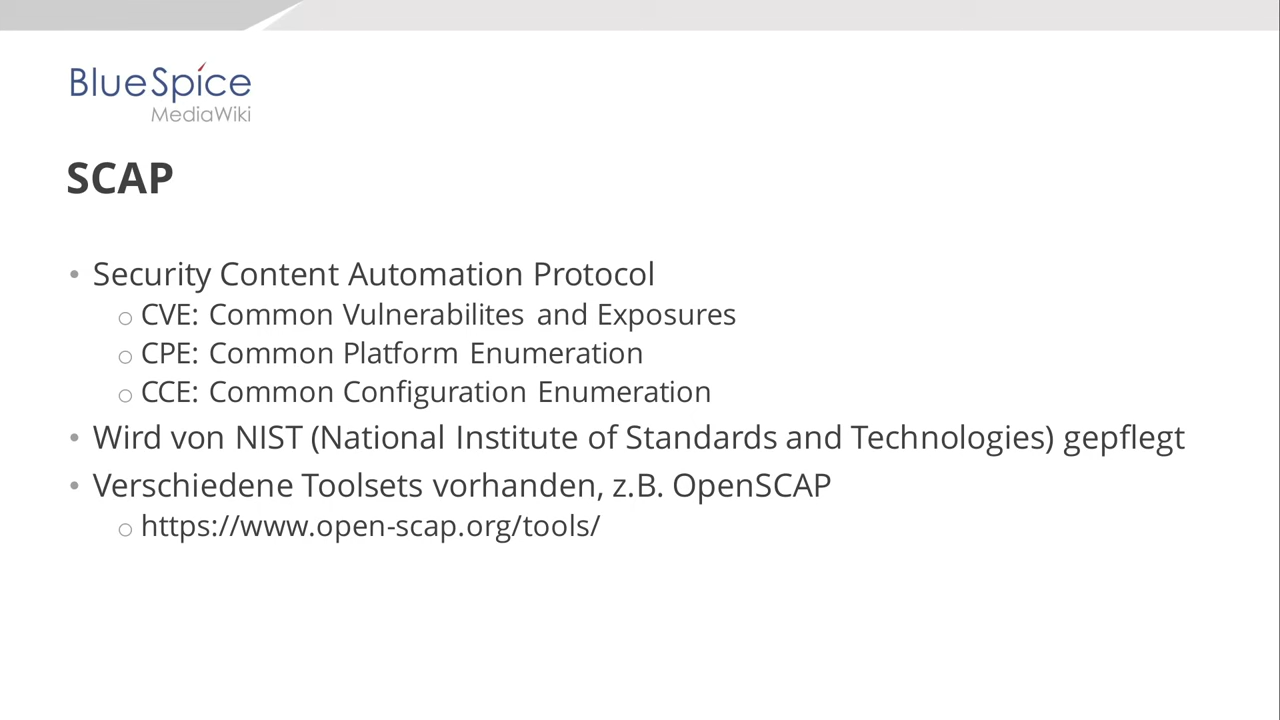 BlueSpice
MediaWiki
SCAP
• Security Content Automation Protocol
○ CVE: Common Vulnerabilites and Exposures
○ CPE: Common Platform Enumeration
○ CCE: Common Configuration Enumeration
• Wird von NIST (National Institute of Standards and Technologies) gepflegt
• Verschiedene Toolsets vorhanden, z.B. OpenSCAP
○ https://www.open-scap.org/tools/